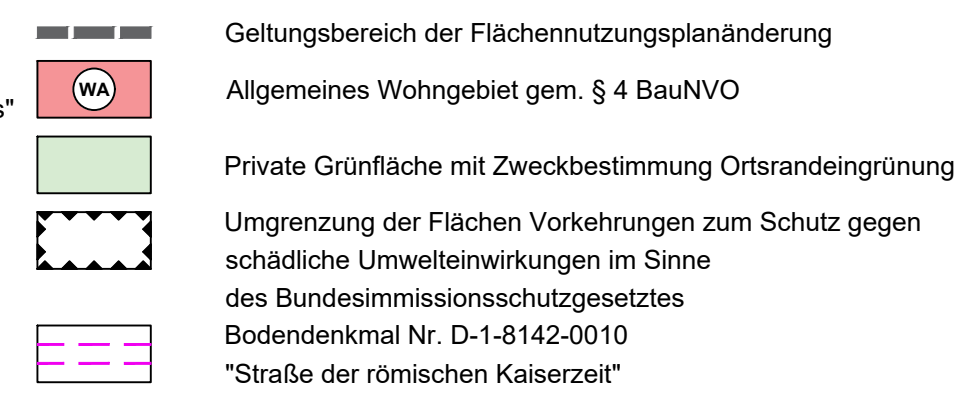 Geltungsbereich der Flächennutzungsplanänderung
WA
Allgemeines Wohngebiet gem. § 4 BauNVO
s"
Private Grünfläche mit Zweckbestimmung Ortsrandeingrünung
Umgrenzung der Flächen Vorkehrungen zum Schutz gegen
schädliche Umwelteinwirkungen im Sinne
des Bundesimmissionsschutzgesetztes
Bodendenkmal Nr. D-1-8142-0010
"Straße der römischen Kaiserzeit"